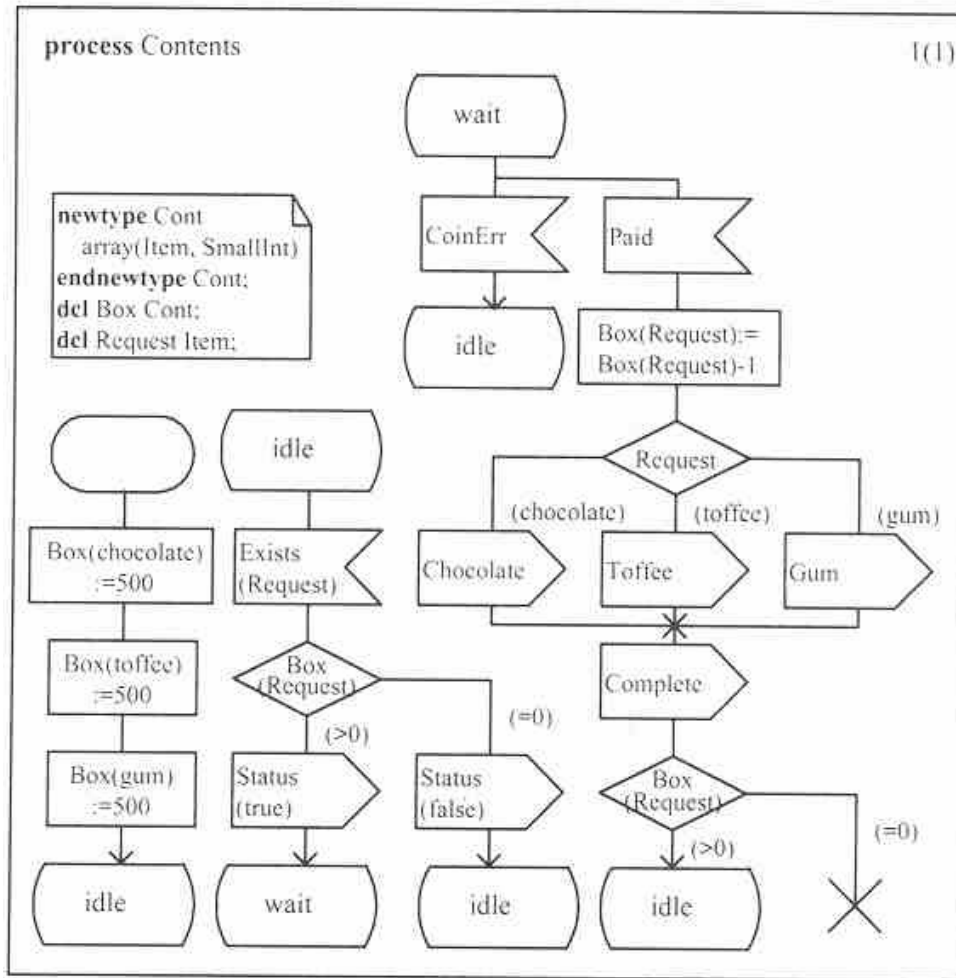 process Contents
1(1)
wait
newtype Cont
array(Item, SmallInt)
endnewtype Cont;
dcl Box Cont;
dcl Request Item;
CoinErr
Paid
idle
Box(Request):=
Box(Request)-1
idle
Request
(chocolate)
(toffee)
(gum)
Box(chocolate)
:=500
Exists
(Request)
Chocolate
Toffee
Gum
Box(toffee)
:=500
Box
(Request)
Complete
(>0)
(=0)
Box(gum)
:=500
Status
(true)
Status
(false)
Box
(Request)
(>0)
(=0)
idle
wait
idle
idle